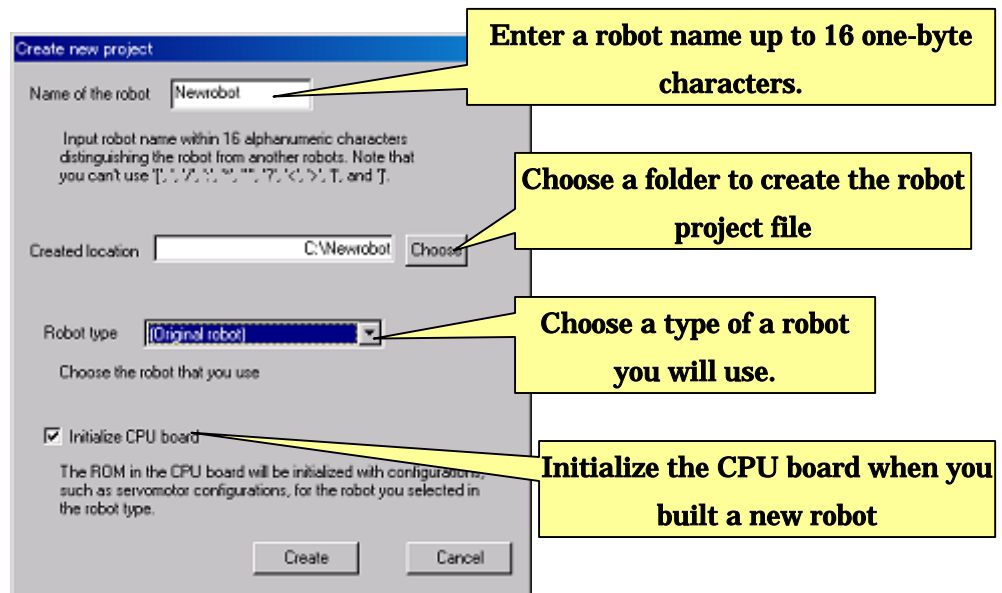 Create new project
Enter a robot name up to 16 one-byte
characters.
Name of the robot Newrobot
Input robot name within 16 alphanumeric characters
distinguishing the robot from another robots. Note that
you can't use '[', '
Choose a folder to create the robot
project file
Created location C:\Newrobot Choose
Choose a type of a robot
you will use.
Robot type (Original robot)
Choose the robot that you use
Initialize the CPU board when you
built a new robot
Initialize CPU board
The ROM in the CPU board will be initialized with configurations,
such as servomotor configurations, for the robot you selected in
the robot type.
Create Cancel